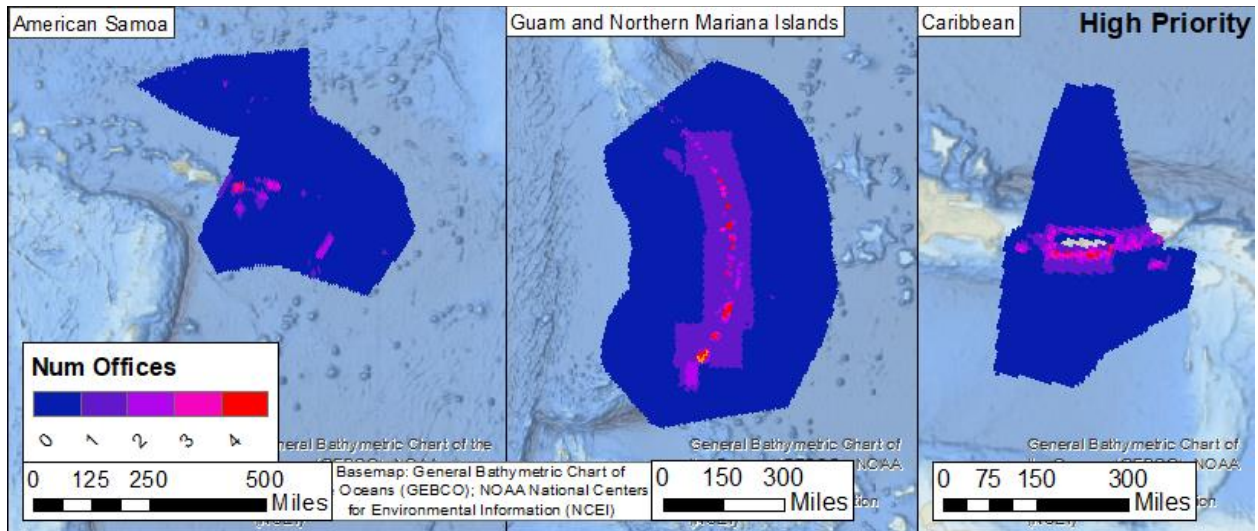 American Samoa
Guam and Northern Mariana Islands
Caribbean
High Priority
Num Offices
0 1 2 3 4
General Bathymetric Chart of
NOAA
General Bathymetric Chart of
NOAA
neral Bathymetric Chart of the
0 125 250 500
Miles
Basemap: General Bathymetric Chart of
Oceans (GEBCO); NOAA National Centers
for Environmental Information (NCEI)
0 150 300
Miles
0 75 150 300
Miles